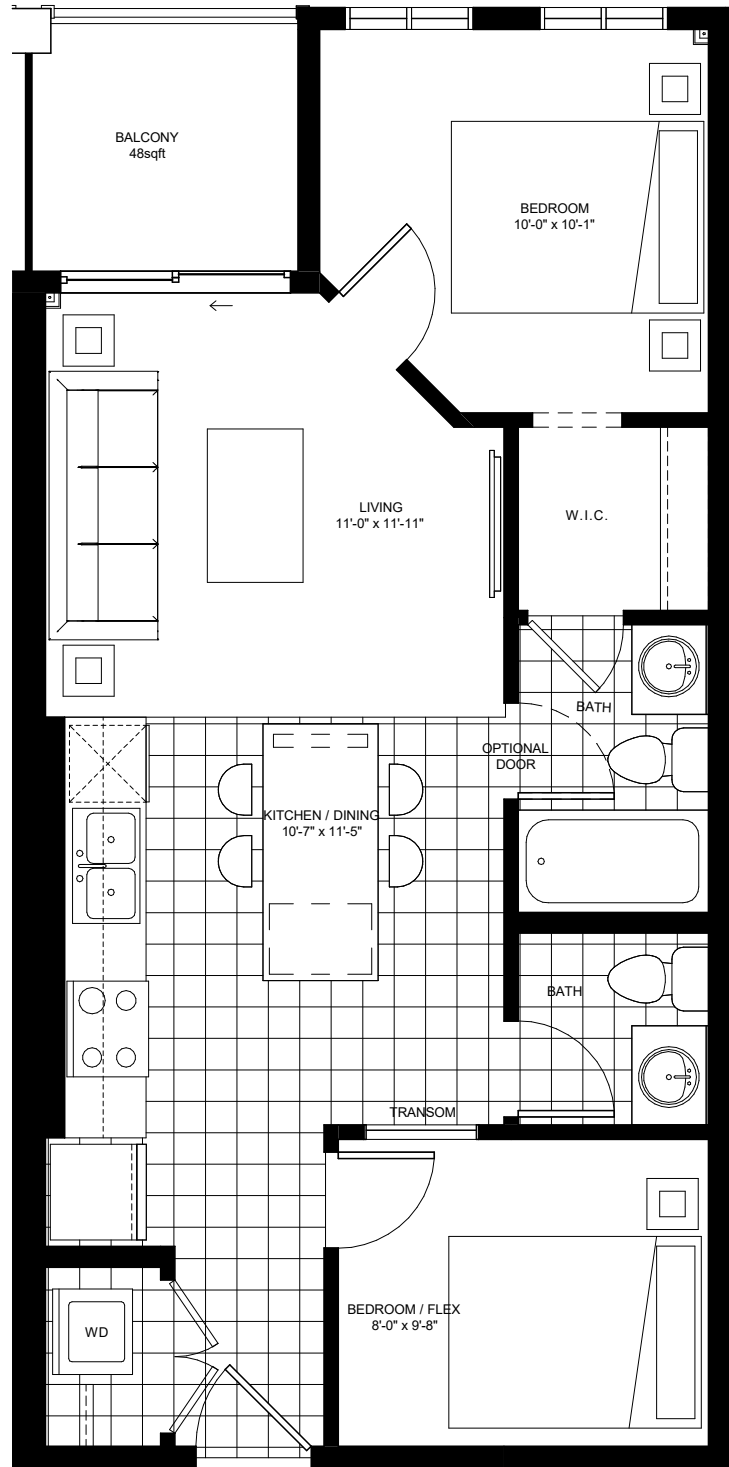 BALCONY
48sqft
BEDROOM
10'-0" x 10'-1"
LIVING
11'-0" x 11'-11"
W.I.C.
BATH
OPTIONAL
DOOR
KITCHEN / DINING
10'-7" x 11'-5"
BATH
TRANSOM
BEDROOM / FLEX
8'-0" x 9'-8"
WD